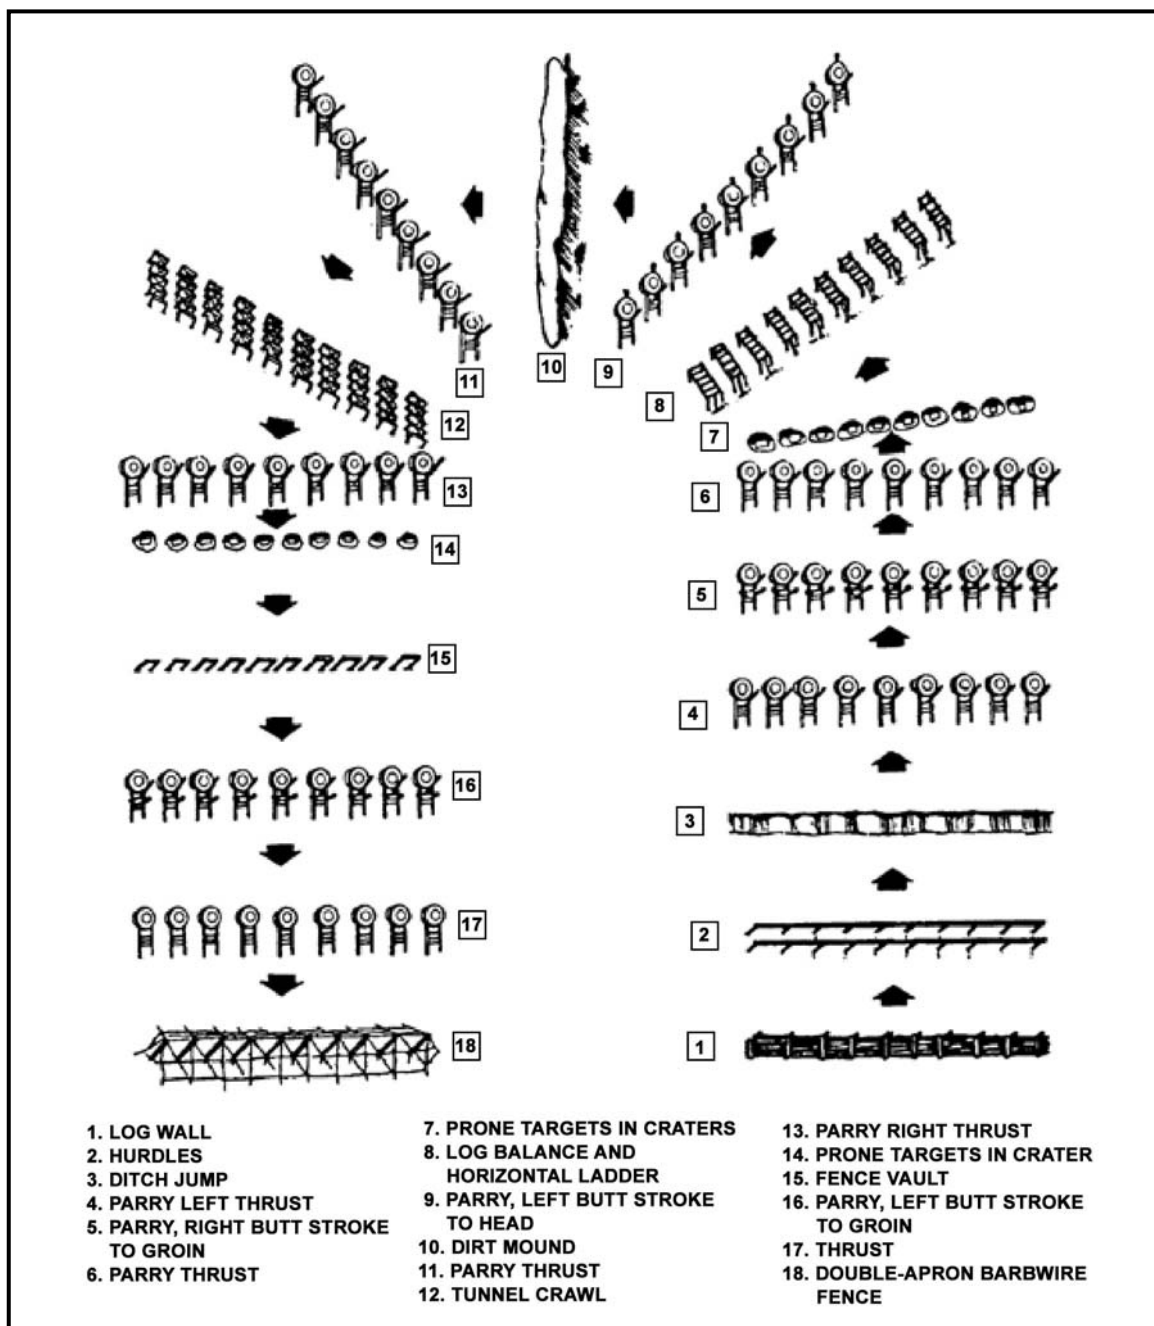 10
9
11
8
12
7
13
6
14
5
15
4
16
3
17
2
18
1
1. LOG WALL
2. HURDLES
3. DITCH JUMP
4. PARRY LEFT THRUST
5. PARRY, RIGHT BUTT STROKE
TO GROIN
6. PARRY THRUST
7. PRONE TARGETS IN CRATERS
8. LOG BALANCE AND
HORIZONTAL LADDER
9. PARRY, LEFT BUTT STROKE
TO HEAD
10. DIRT MOUND
11. PARRY THRUST
12. TUNNEL CRAWL
13. PARRY RIGHT THRUST
14. PRONE TARGETS IN CRATER
15. FENCE VAULT
16. PARRY, LEFT BUTT STROKE
TO GROIN
17. THRUST
18. DOUBLE-APRON BARBWIRE
FENCE